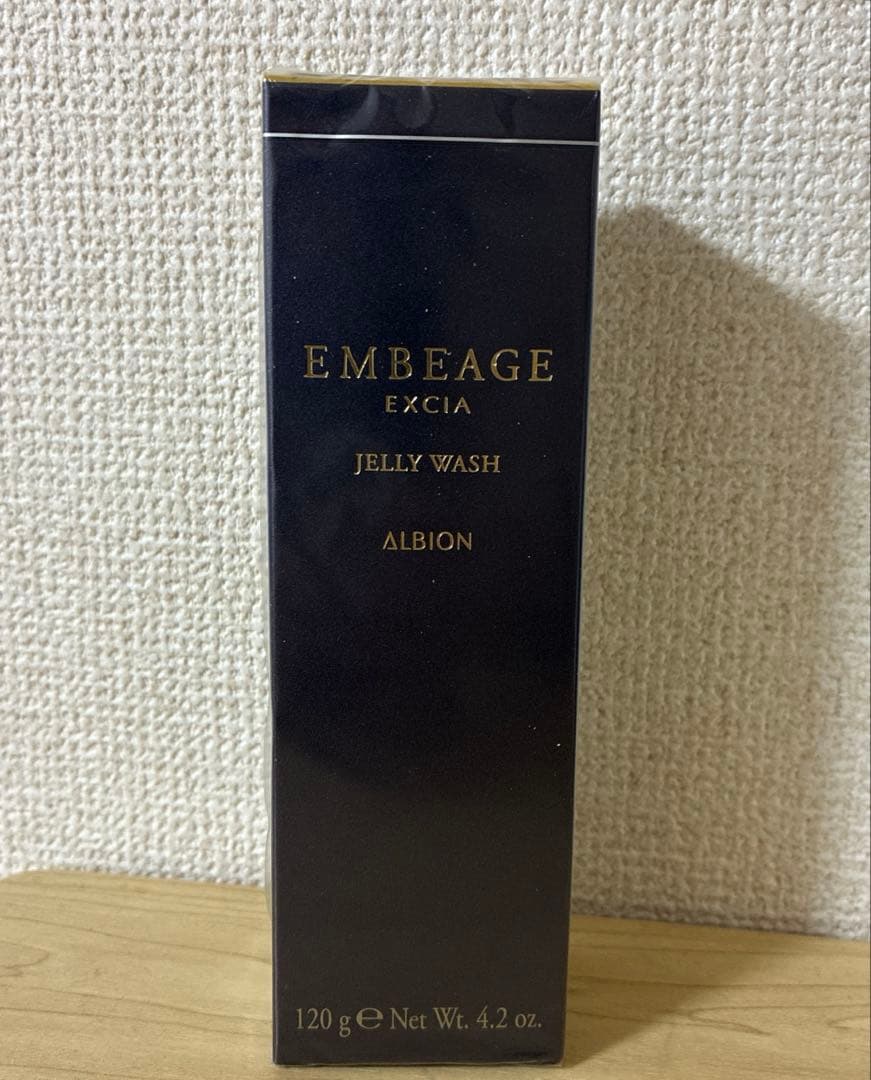 EMBEAGE
EXCIA
JELLY WASH
ALBION
120 g ℮ Net Wt. 4.2 oz.